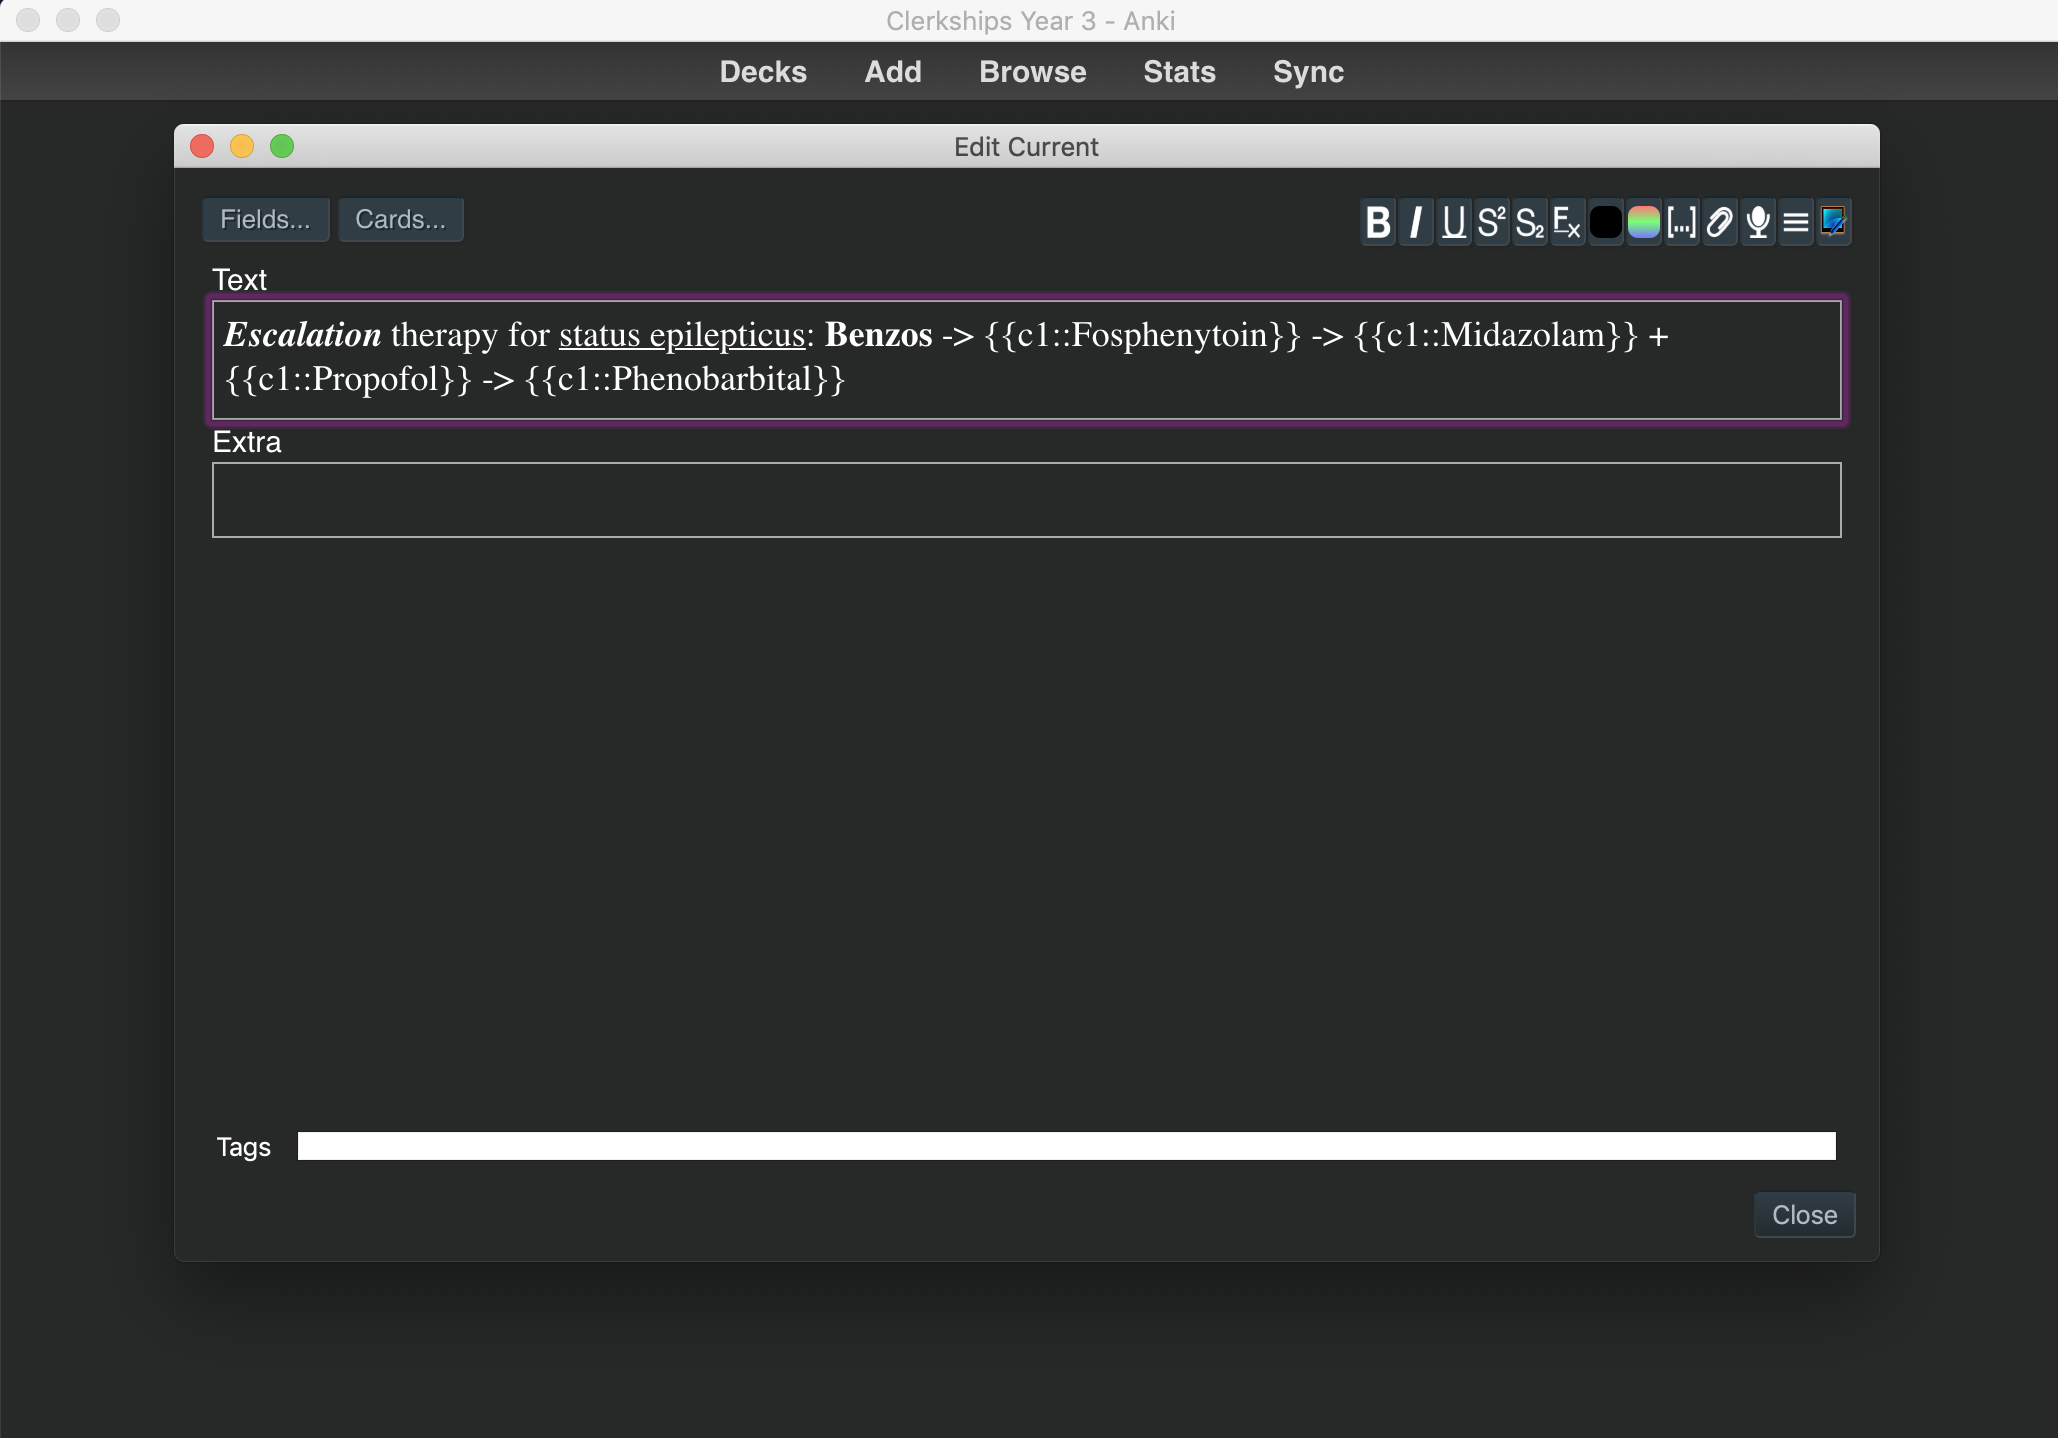 Clerkships Year 3 - Anki
Decks Add Browse Stats Sync
Edit Current
Fields... Cards... B I U S² S₂ Fx [...]
Text
Escalation therapy for status epilepticus: Benzos -> {{c1::Fosphenytoin}} -> {{c1::Midazolam}} +
{{c1::Propofol}} -> {{c1::Phenobarbital}}
Extra
Tags
Close